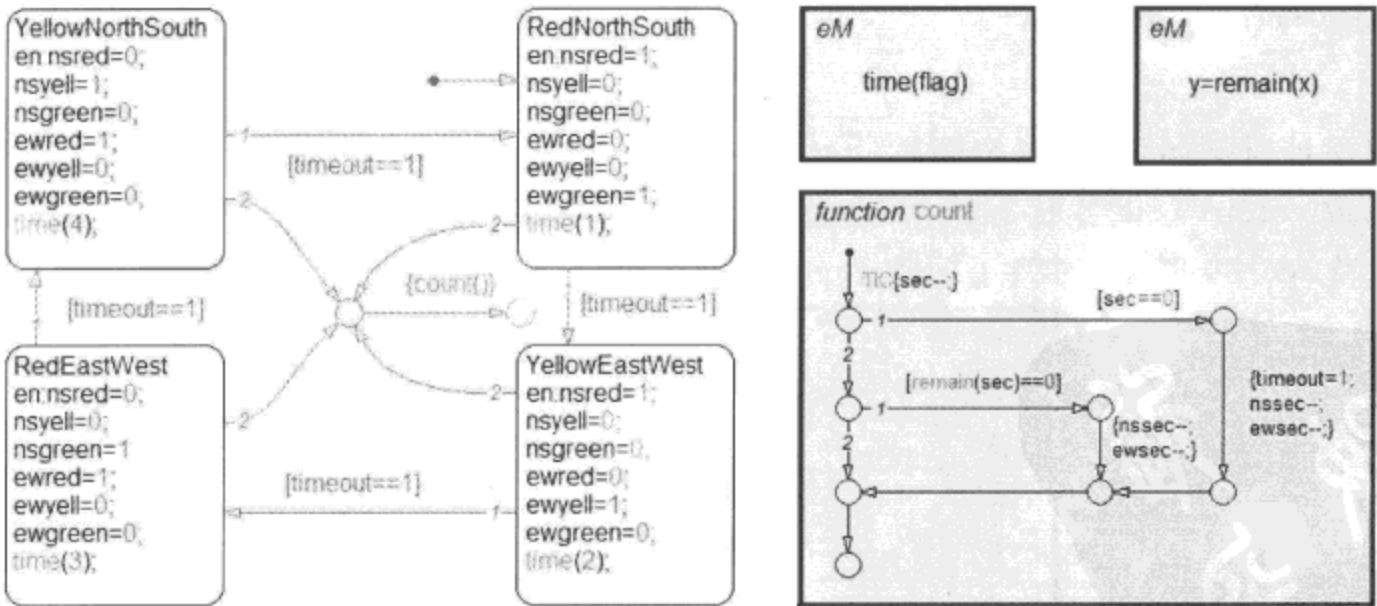 YellowNorthSouth
en:nsred=0;
nsyell=1;
nsgreen=0;
ewred=1;
ewyell=0;
ewgreen=0;
time(4);
1
[timeout==1]
2
RedNorthSouth
en:nsred=1;
nsyell=0;
nsgreen=0;
ewred=0;
ewyell=0;
ewgreen=1;
time(1);
2
{count()}
[timeout==1]
1
[timeout==1]
RedEastWest
en:nsred=0;
nsyell=0;
nsgreen=1
ewred=1;
ewyell=0;
ewgreen=0;
time(3);
2
[timeout==1]
1
YellowEastWest
en:nsred=1;
nsyell=0;
nsgreen=0;
ewred=0;
ewyell=1;
ewgreen=0;
time(2);
2
eM
time(flag)
eM
y=remain(x)
function count
TIC{sec--;}
1
[sec==0]
2
1
[remain(sec)==0]
2
{nssec--;
ewsec--;}
{timeout=1;
nssec--;
ewsec--;}